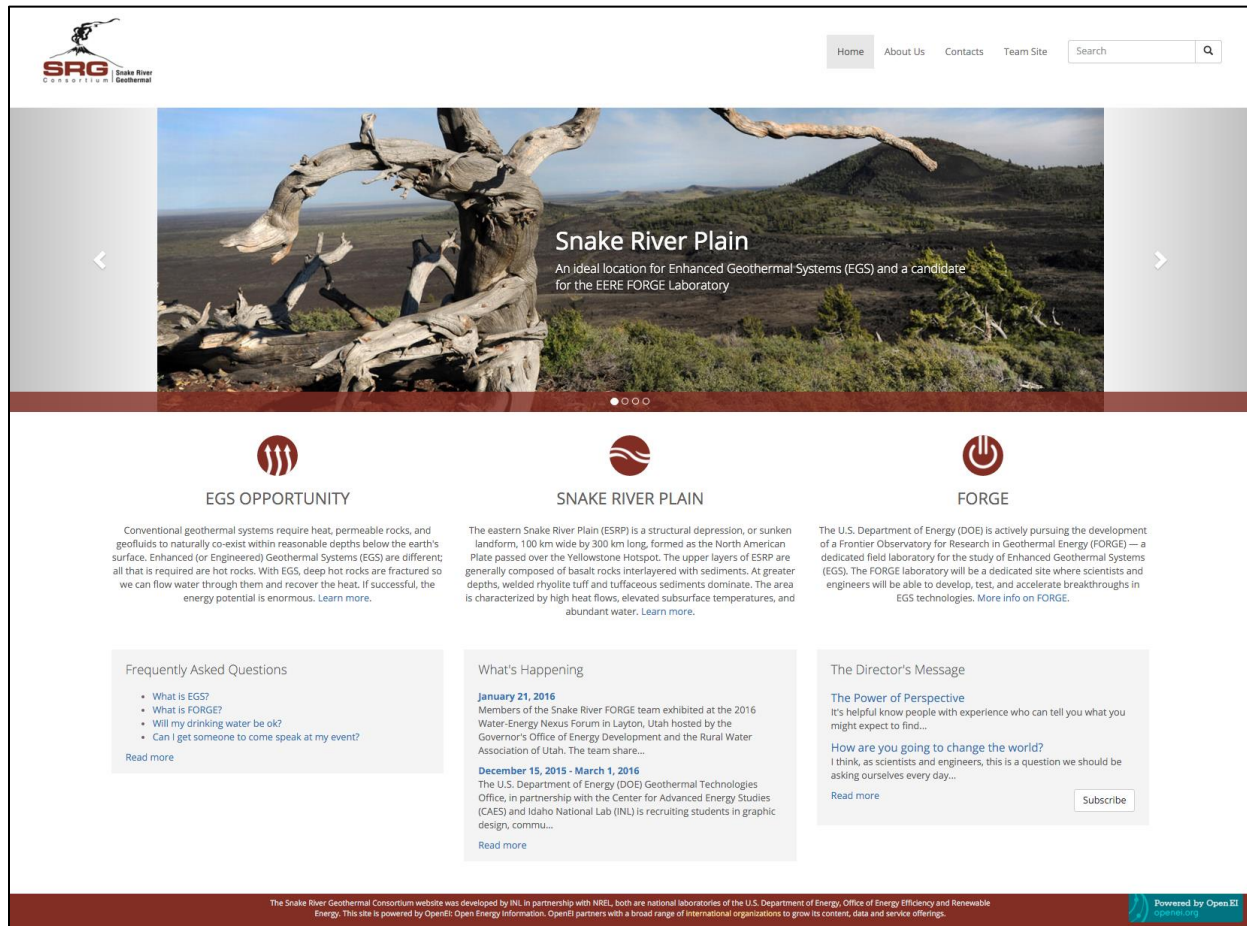 SRG
Consortium
Snake River
Geothermal
Home
About Us
Contacts
Team Site
Search
Snake River Plain
An ideal location for Enhanced Geothermal Systems (EGS) and a candidate
for the EERE FORGE Laboratory
EGS OPPORTUNITY
Conventional geothermal systems require heat, permeable rocks, and
geofluids to naturally co-exist within reasonable depths below the earth's
surface. Enhanced (or Engineered) Geothermal Systems (EGS) are different;
all that is required are hot rocks. With EGS, deep hot rocks are fractured so
we can flow water through them and recover the heat. If successful, the
energy potential is enormous. Learn more.
SNAKE RIVER PLAIN
The eastern Snake River Plain (ESRP) is a structural depression, or sunken
landform, 100 km wide by 300 km long, formed as the North American
Plate passed over the Yellowstone Hotspot. The upper layers of ESRP are
generally composed of basalt rocks interlayered with sediments. At greater
depths, welded rhyolite tuff and tuffaceous sediments dominate. The area
is characterized by high heat flows, elevated subsurface temperatures, and
abundant water. Learn more.
FORGE
The U.S. Department of Energy (DOE) is actively pursuing the development
of a Frontier Observatory for Research in Geothermal Energy (FORGE) — a
dedicated field laboratory for the study of Enhanced Geothermal Systems
(EGS). The FORGE laboratory will be a dedicated site where scientists and
engineers will be able to develop, test, and accelerate breakthroughs in
EGS technologies. More info on FORGE.
Frequently Asked Questions
• What is EGS?
• What is FORGE?
• Will my drinking water be ok?
• Can I get someone to come speak at my event?
Read more
What's Happening
January 21, 2016
Members of the Snake River FORGE team exhibited at the 2016
Water-Energy Nexus Forum in Layton, Utah hosted by the
Governor's Office of Energy Development and the Rural Water
Association of Utah. The team share...
December 15, 2015 - March 1, 2016
The U.S. Department of Energy (DOE) Geothermal Technologies
Office, in partnership with the Center for Advanced Energy Studies
(CAES) and Idaho National Lab (INL) is recruiting students in graphic
design, commu...
Read more
The Director's Message
The Power of Perspective
It's helpful know people with experience who can tell you what you
might expect to find...
How are you going to change the world?
I think, as scientists and engineers, this is a question we should be
asking ourselves every day...
Read more
Subscribe
The Snake River Geothermal Consortium website was developed by INL in partnership with NREL, both are national laboratories of the U.S. Department of Energy, Office of Energy Efficiency and Renewable
Energy. This site is powered by OpenEI: Open Energy Information. OpenEI partners with a broad range of international organizations to grow its content, data and service offerings.
Powered by OpenEI
openei.org